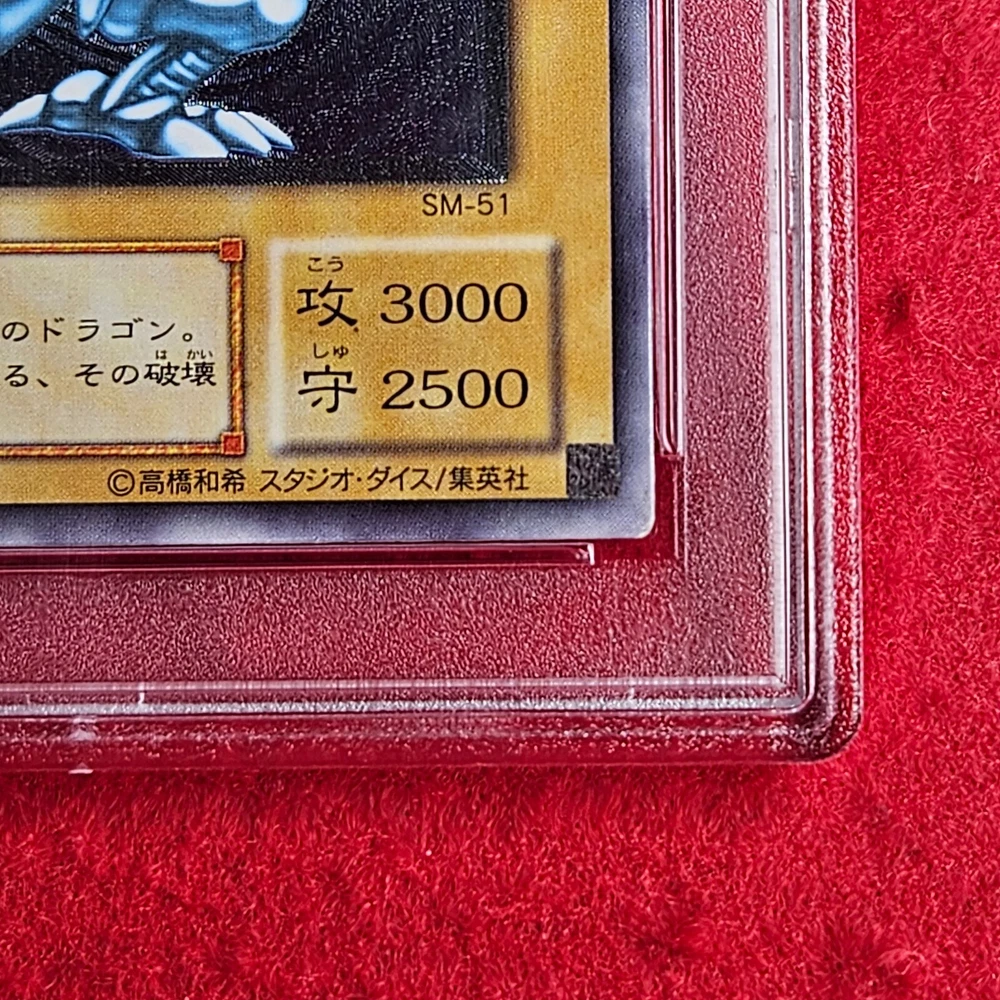 SM-51
のドラゴン。
る、その破壊
はかい
こう
攻 3000
しゅ
守 2500
©高橋和希 スタジオ・ダイス/集英社